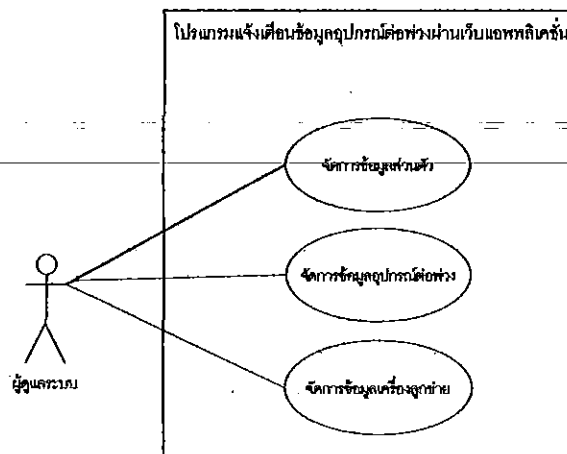 โปรแกรมแจ้งเตือนข้อมูลอุปกรณ์ต่อพ่วงผ่านเว็บแอพพลิเคชั่น
จัดการข้อมูลส่วนตัว
จัดการข้อมูลอุปกรณ์ต่อพ่วง
จัดการข้อมูลเครื่องลูกข่าย
ผู้ดูแลระบบ